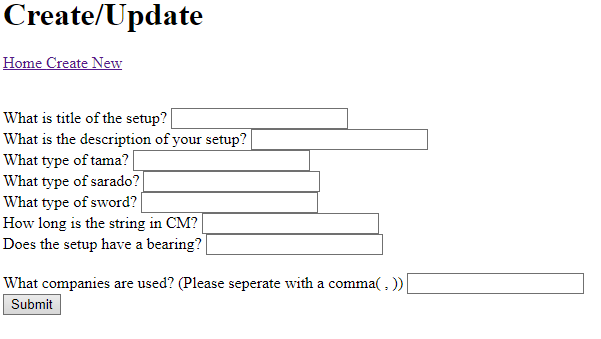 Create/Update
Home Create New
What is title of the setup?
What is the description of your setup?
What type of tama?
What type of sarado?
What type of sword?
How long is the string in CM?
Does the setup have a bearing?
What companies are used? (Please seperate with a comma( , ))
Submit